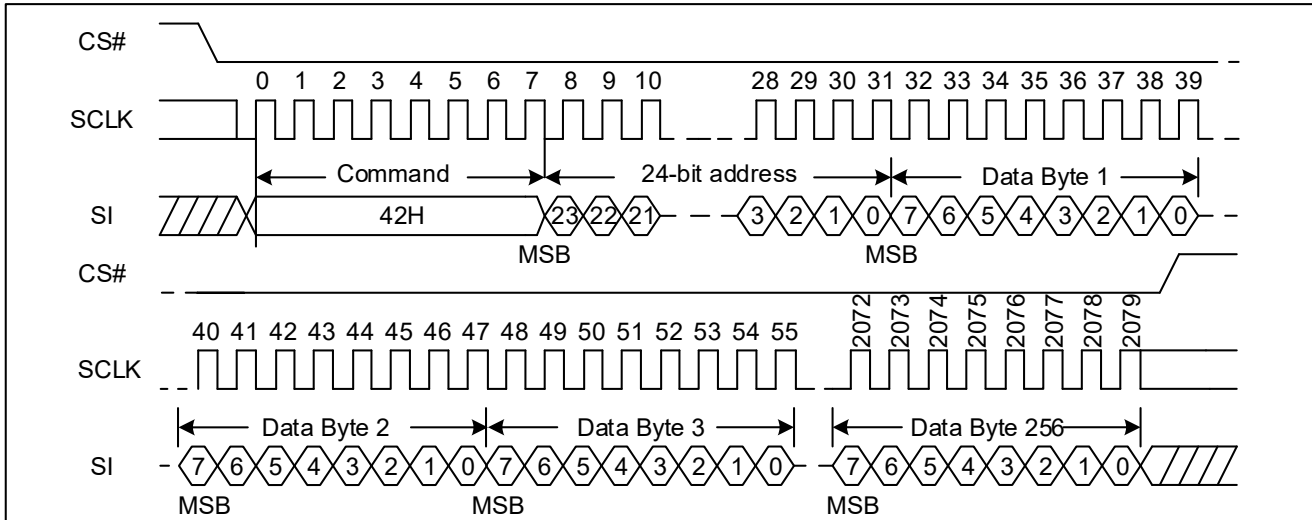 CS#
0 1 2 3 4 5 6 7 8 9 10 28 29 30 31 32 33 34 35 36 37 38 39
SCLK
Command 24-bit address Data Byte 1
SI 42H 23 22 21 3 2 1 0 7 6 5 4 3 2 1 0
MSB MSB
CS#
40 41 42 43 44 45 46 47 48 49 50 51 52 53 54 55 2072 2073 2074 2075 2076 2077 2078 2079
SCLK
Data Byte 2 Data Byte 3 Data Byte 256
SI 7 6 5 4 3 2 1 0 7 6 5 4 3 2 1 0 7 6 5 4 3 2 1 0
MSB MSB MSB